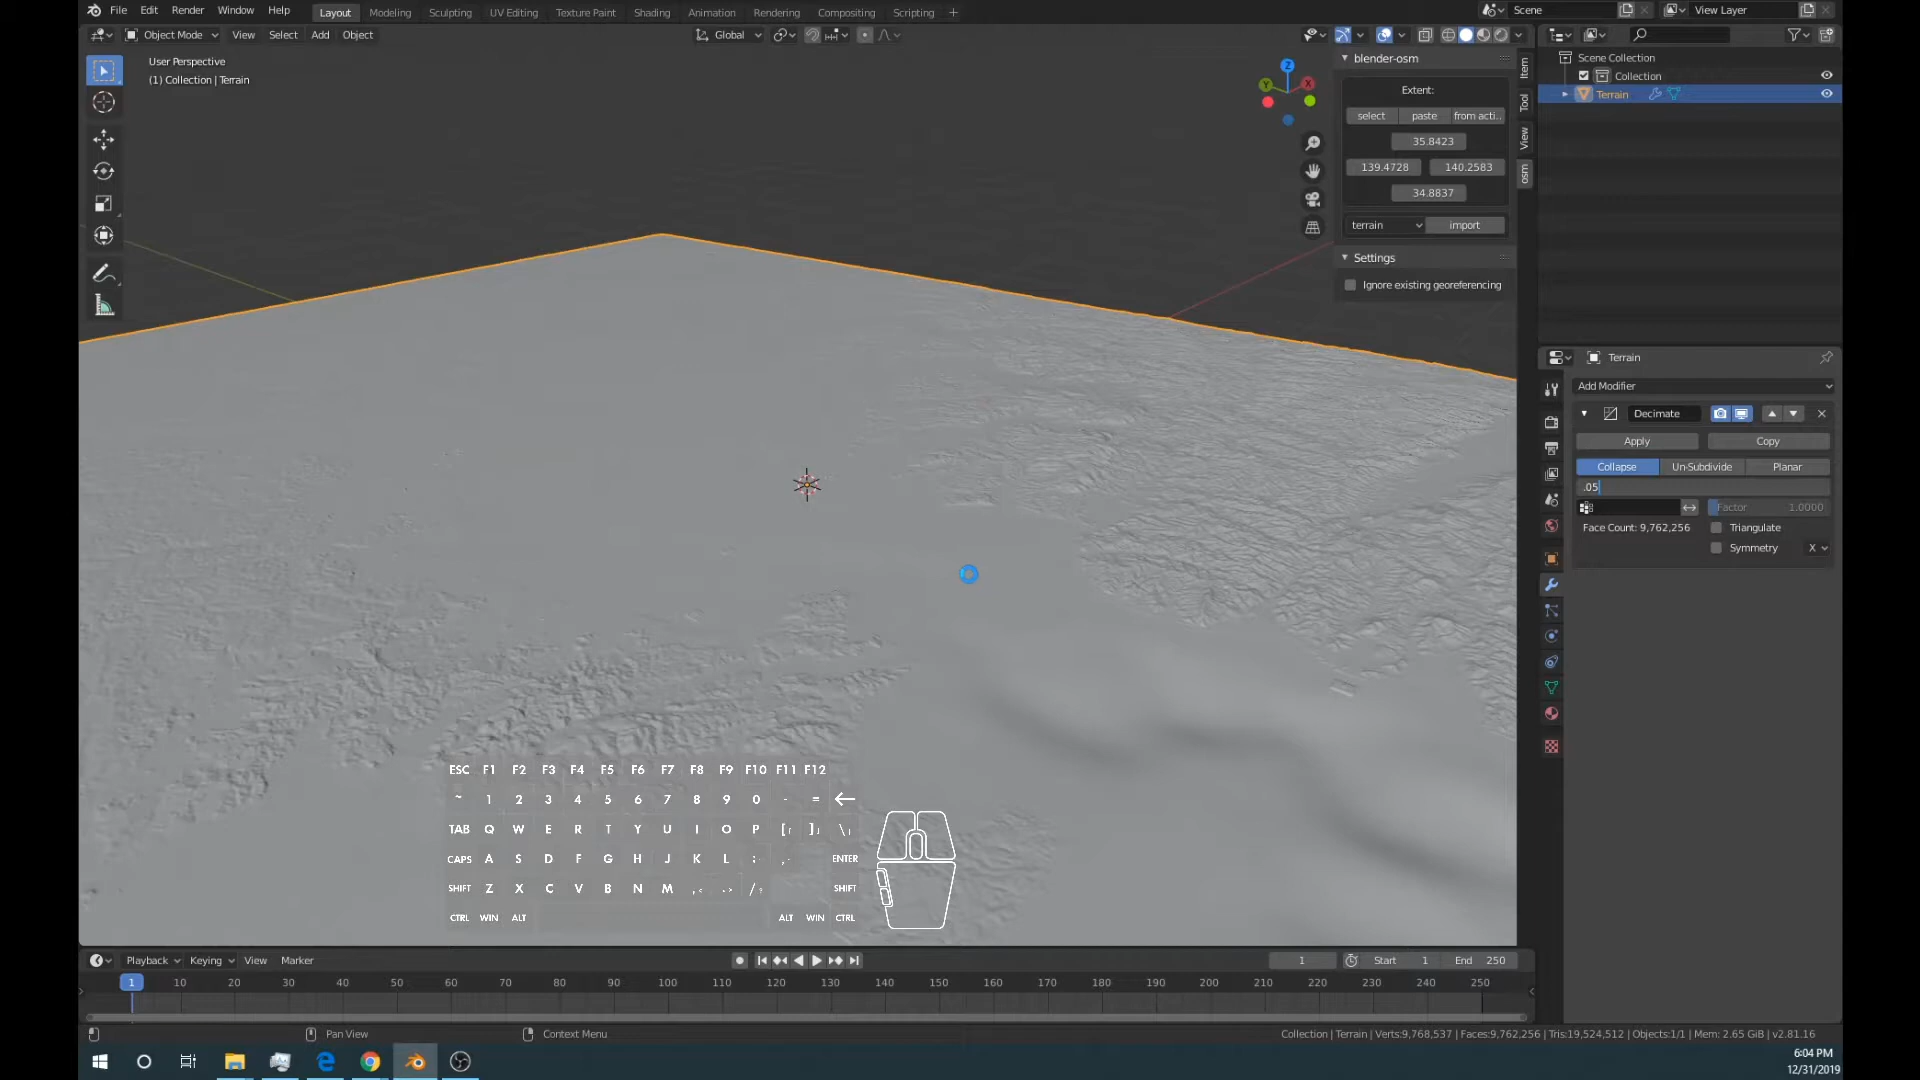 File Edit Render Window Help Layout Modeling Sculpting UV Editing Texture Paint Shading Animation Rendering Compositing Scripting + Scene View Layer
Object Mode View Select Add Object Global
User Perspective
(1) Collection | Terrain
blender-osm
Extent:
select paste from acti..
35.8423
139.4728 140.2583
34.8837
terrain import
Settings
Ignore existing georeferencing
Item
Tool
View
osm
Scene Collection
Collection
Terrain
Terrain
Add Modifier
Decimate
Apply Copy
Collapse Un-Subdivide Planar
.05
Factor 1.0000
Face Count: 9,762,256 Triangulate
Symmetry X
ESC F1 F2 F3 F4 F5 F6 F7 F8 F9 F10 F11 F12
~ 1 2 3 4 5 6 7 8 9 0 - = ←
TAB Q W E R T Y U I O P [ ] \
CAPS A S D F G H J K L ; , ENTER
SHIFT Z X C V B N M , . / SHIFT
CTRL WIN ALT ALT WIN CTRL
Playback Keying View Marker 1 Start 1 End 250
1 10 20 30 40 50 60 70 80 90 100 110 120 130 140 150 160 170 180 190 200 210 220 230 240 250
Pan View Context Menu Collection | Terrain | Verts:9,768,537 | Faces:9,762,256 | Tris:19,524,512 | Objects:1/1 | Mem: 2.65 GiB | v2.81.16
6:04 PM
12/31/2019